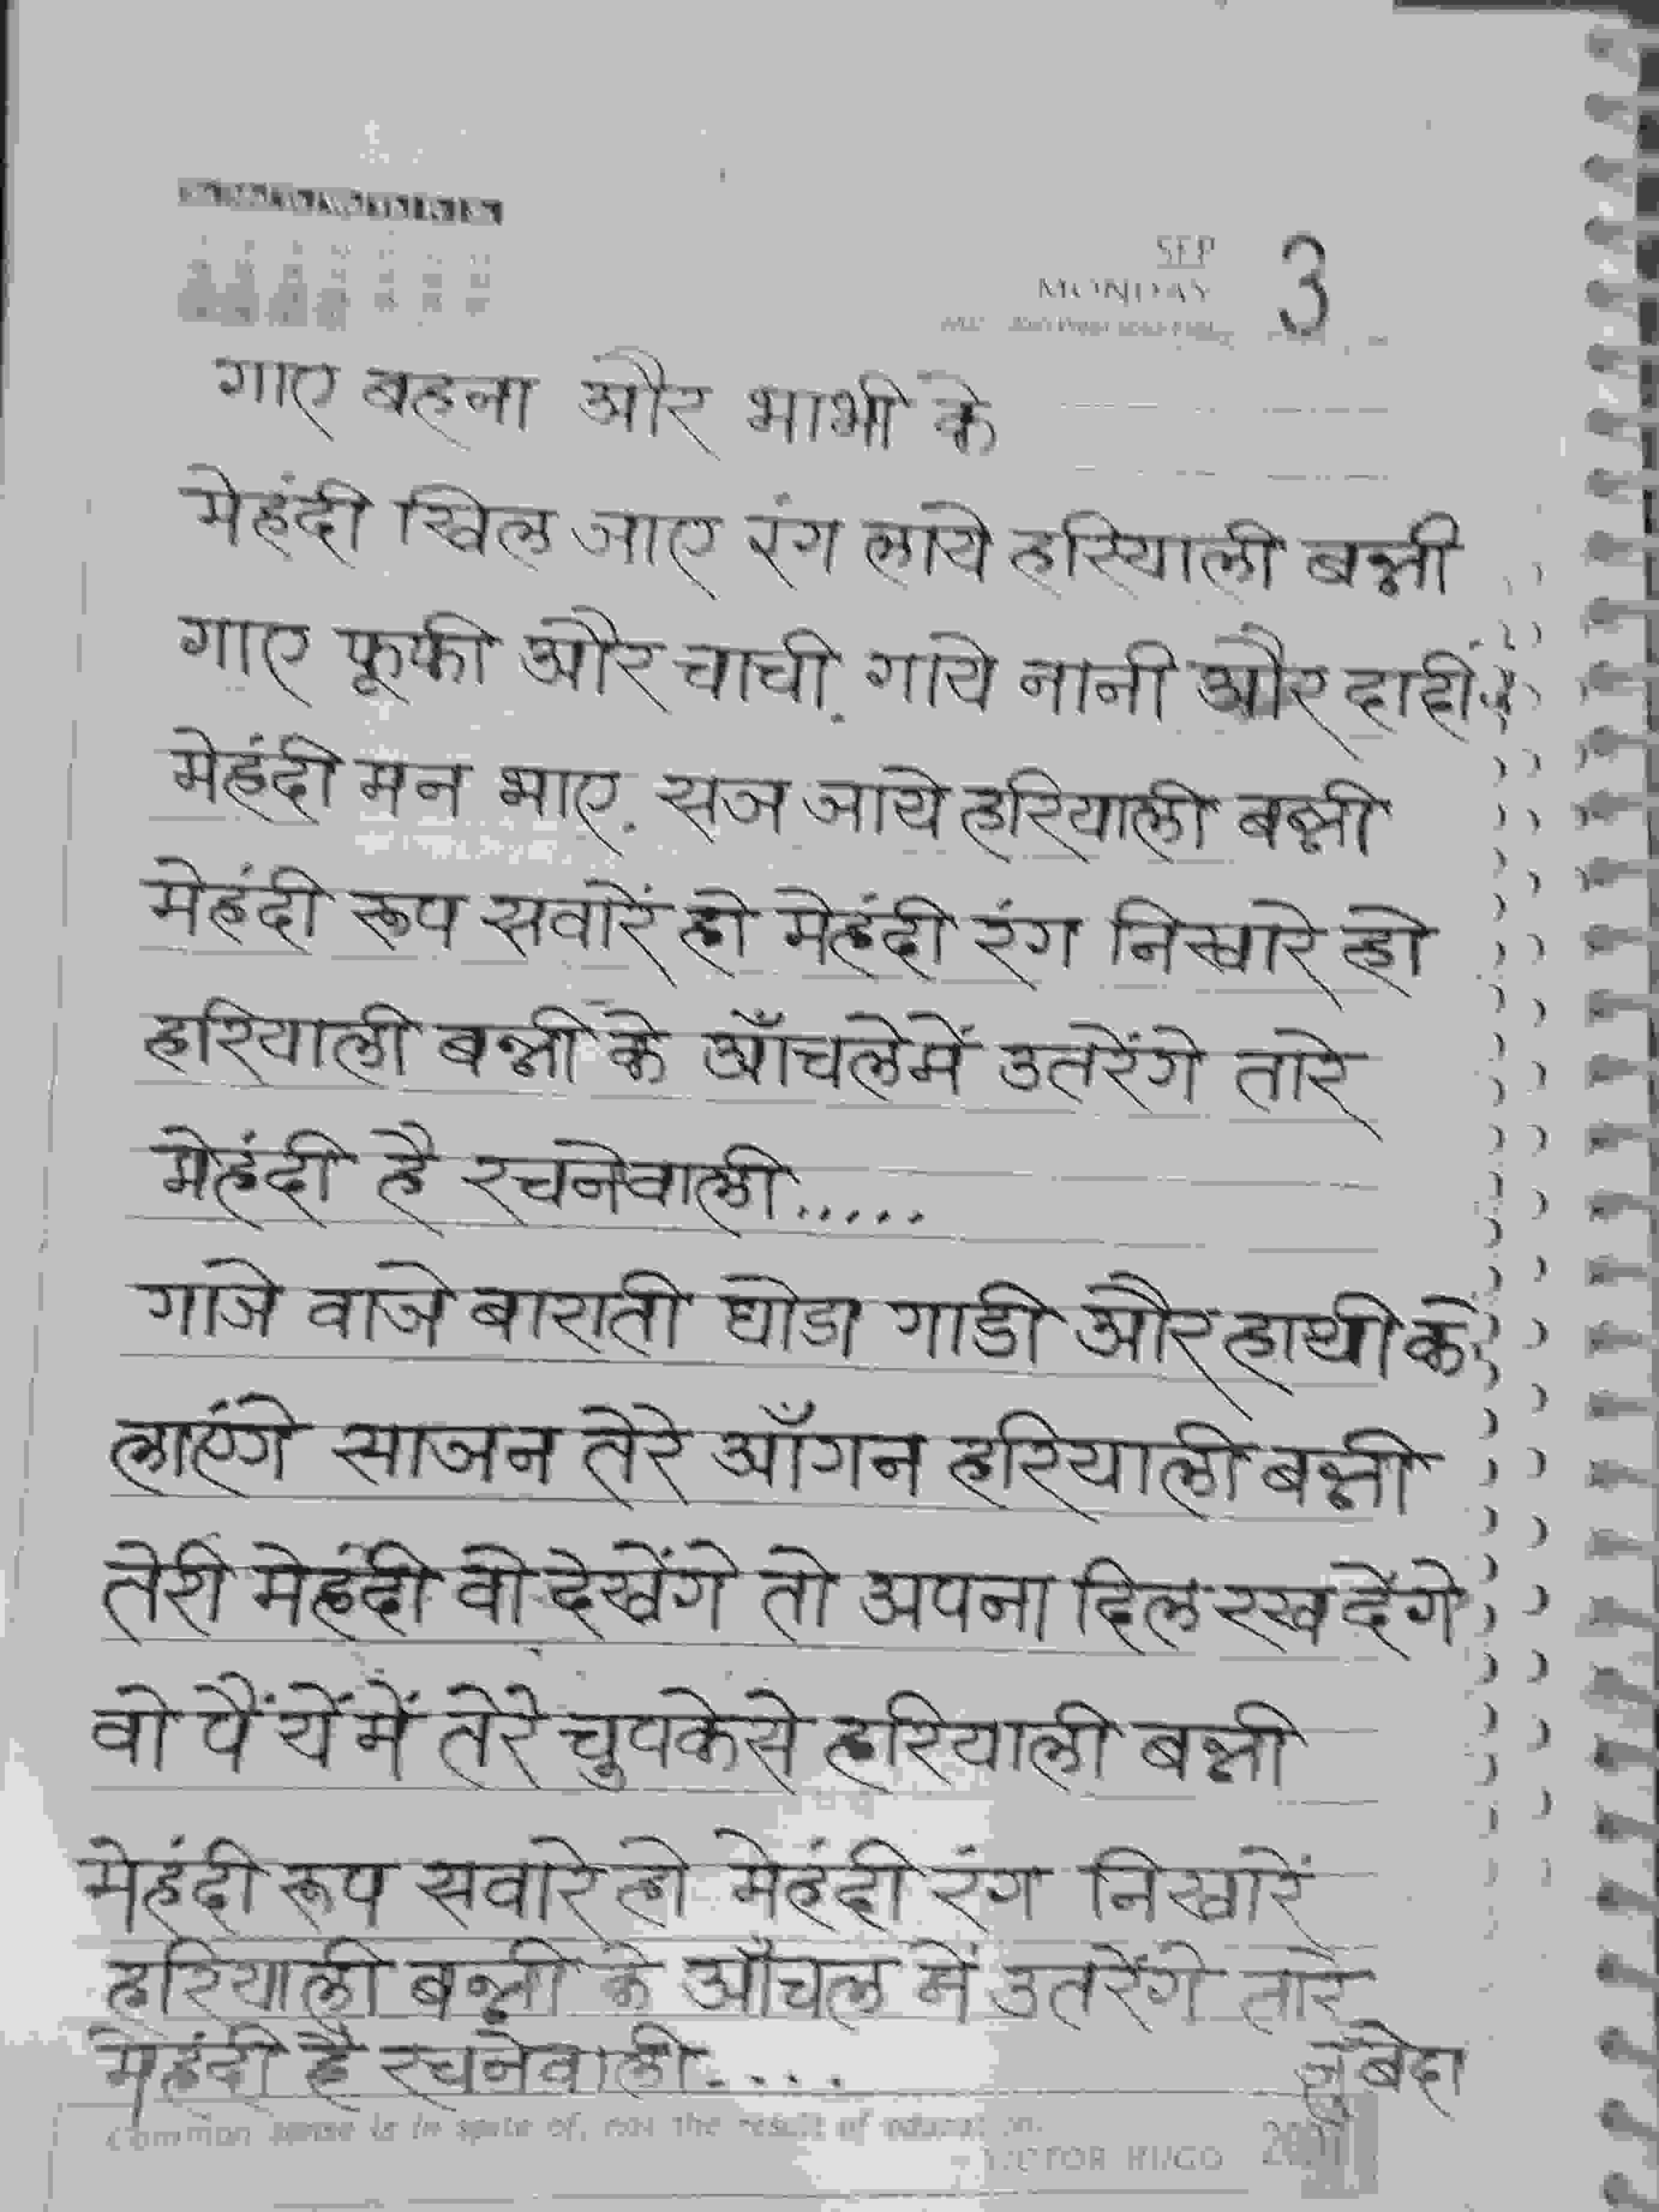 SEP
MONDAY 3
गाए बहना और भाभी के
मेहंदी खिल जाए रंग लाये हरियाली बन्नी
गाए फूफी और चाची. गाये नानी और दादी के
मेहंदी मन भाए. सज जाये हरियाली बन्नी
मेहंदी रूप सवारें हो मेहंदी रंग निखारे हो
हरियाली बन्नी के आँचलेमें उतरेंगे तारे
मेहंदी है रचनेवाली.....
गाजे वाजे बाराती घोडा गाडी और हाथी के
लाएंगे साजन तेरे आँगन हरियाली बन्नी
तेरी मेहंदी वो देखेंगे तो अपना दिल रख देंगे
वो पैं यें में तेरे चुपकेसे हरियाली बन्नी
मेहंदी रूप सवारे हो मेहंदी रंग निखारें
हरियाली बन्नी के आँचल में उतरेंगे तारे
मेहंदी है रचनेवाली....
जुबेदा
Common sense is in spite of, not the result of education.
VICTOR HUGO